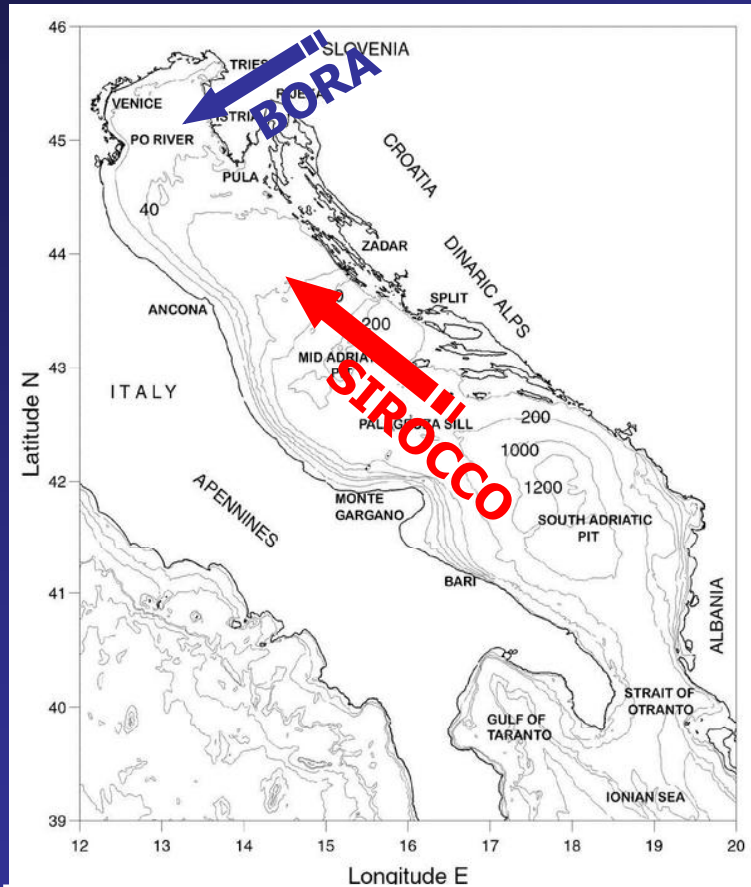 46
SLOVENIA
TRIES
BORA
VENICE
ISTRIA
45
PO RIVER
CROATIA
PULA
40
DINARIC ALPS
44
ZADAR
ANCONA
SPLIT
200
43
MID ADRIATIC
ITALY
SIROCCO
200
Latitude N
1000
42
1200
APENNINES
MONTE
GARGANO
SOUTH ADRIATIC
PIT
41
BARI
ALBANIA
40
STRAIT OF
OTRANTO
GULF OF
TARANTO
IONIAN SEA
39
12 13 14 15 16 17 18 19 20
Longitude E